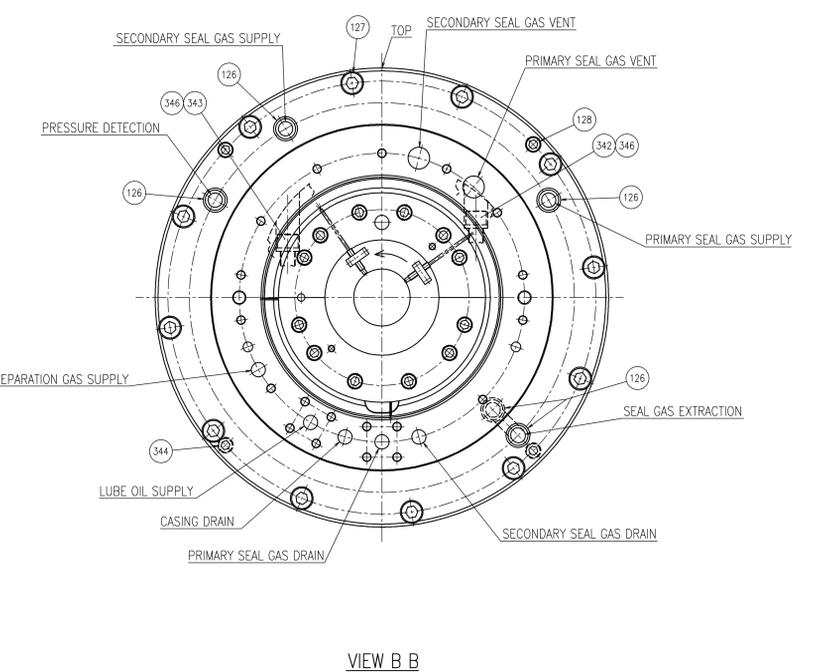 127
TOP
SECONDARY SEAL GAS VENT
SECONDARY SEAL GAS SUPPLY
PRIMARY SEAL GAS VENT
126
346 343
128
PRESSURE DETECTION
342 346
126
126
PRIMARY SEAL GAS SUPPLY
EPARATION GAS SUPPLY
126
SEAL GAS EXTRACTION
344
LUBE OIL SUPPLY
CASING DRAIN
SECONDARY SEAL GAS DRAIN
PRIMARY SEAL GAS DRAIN
VIEW B B